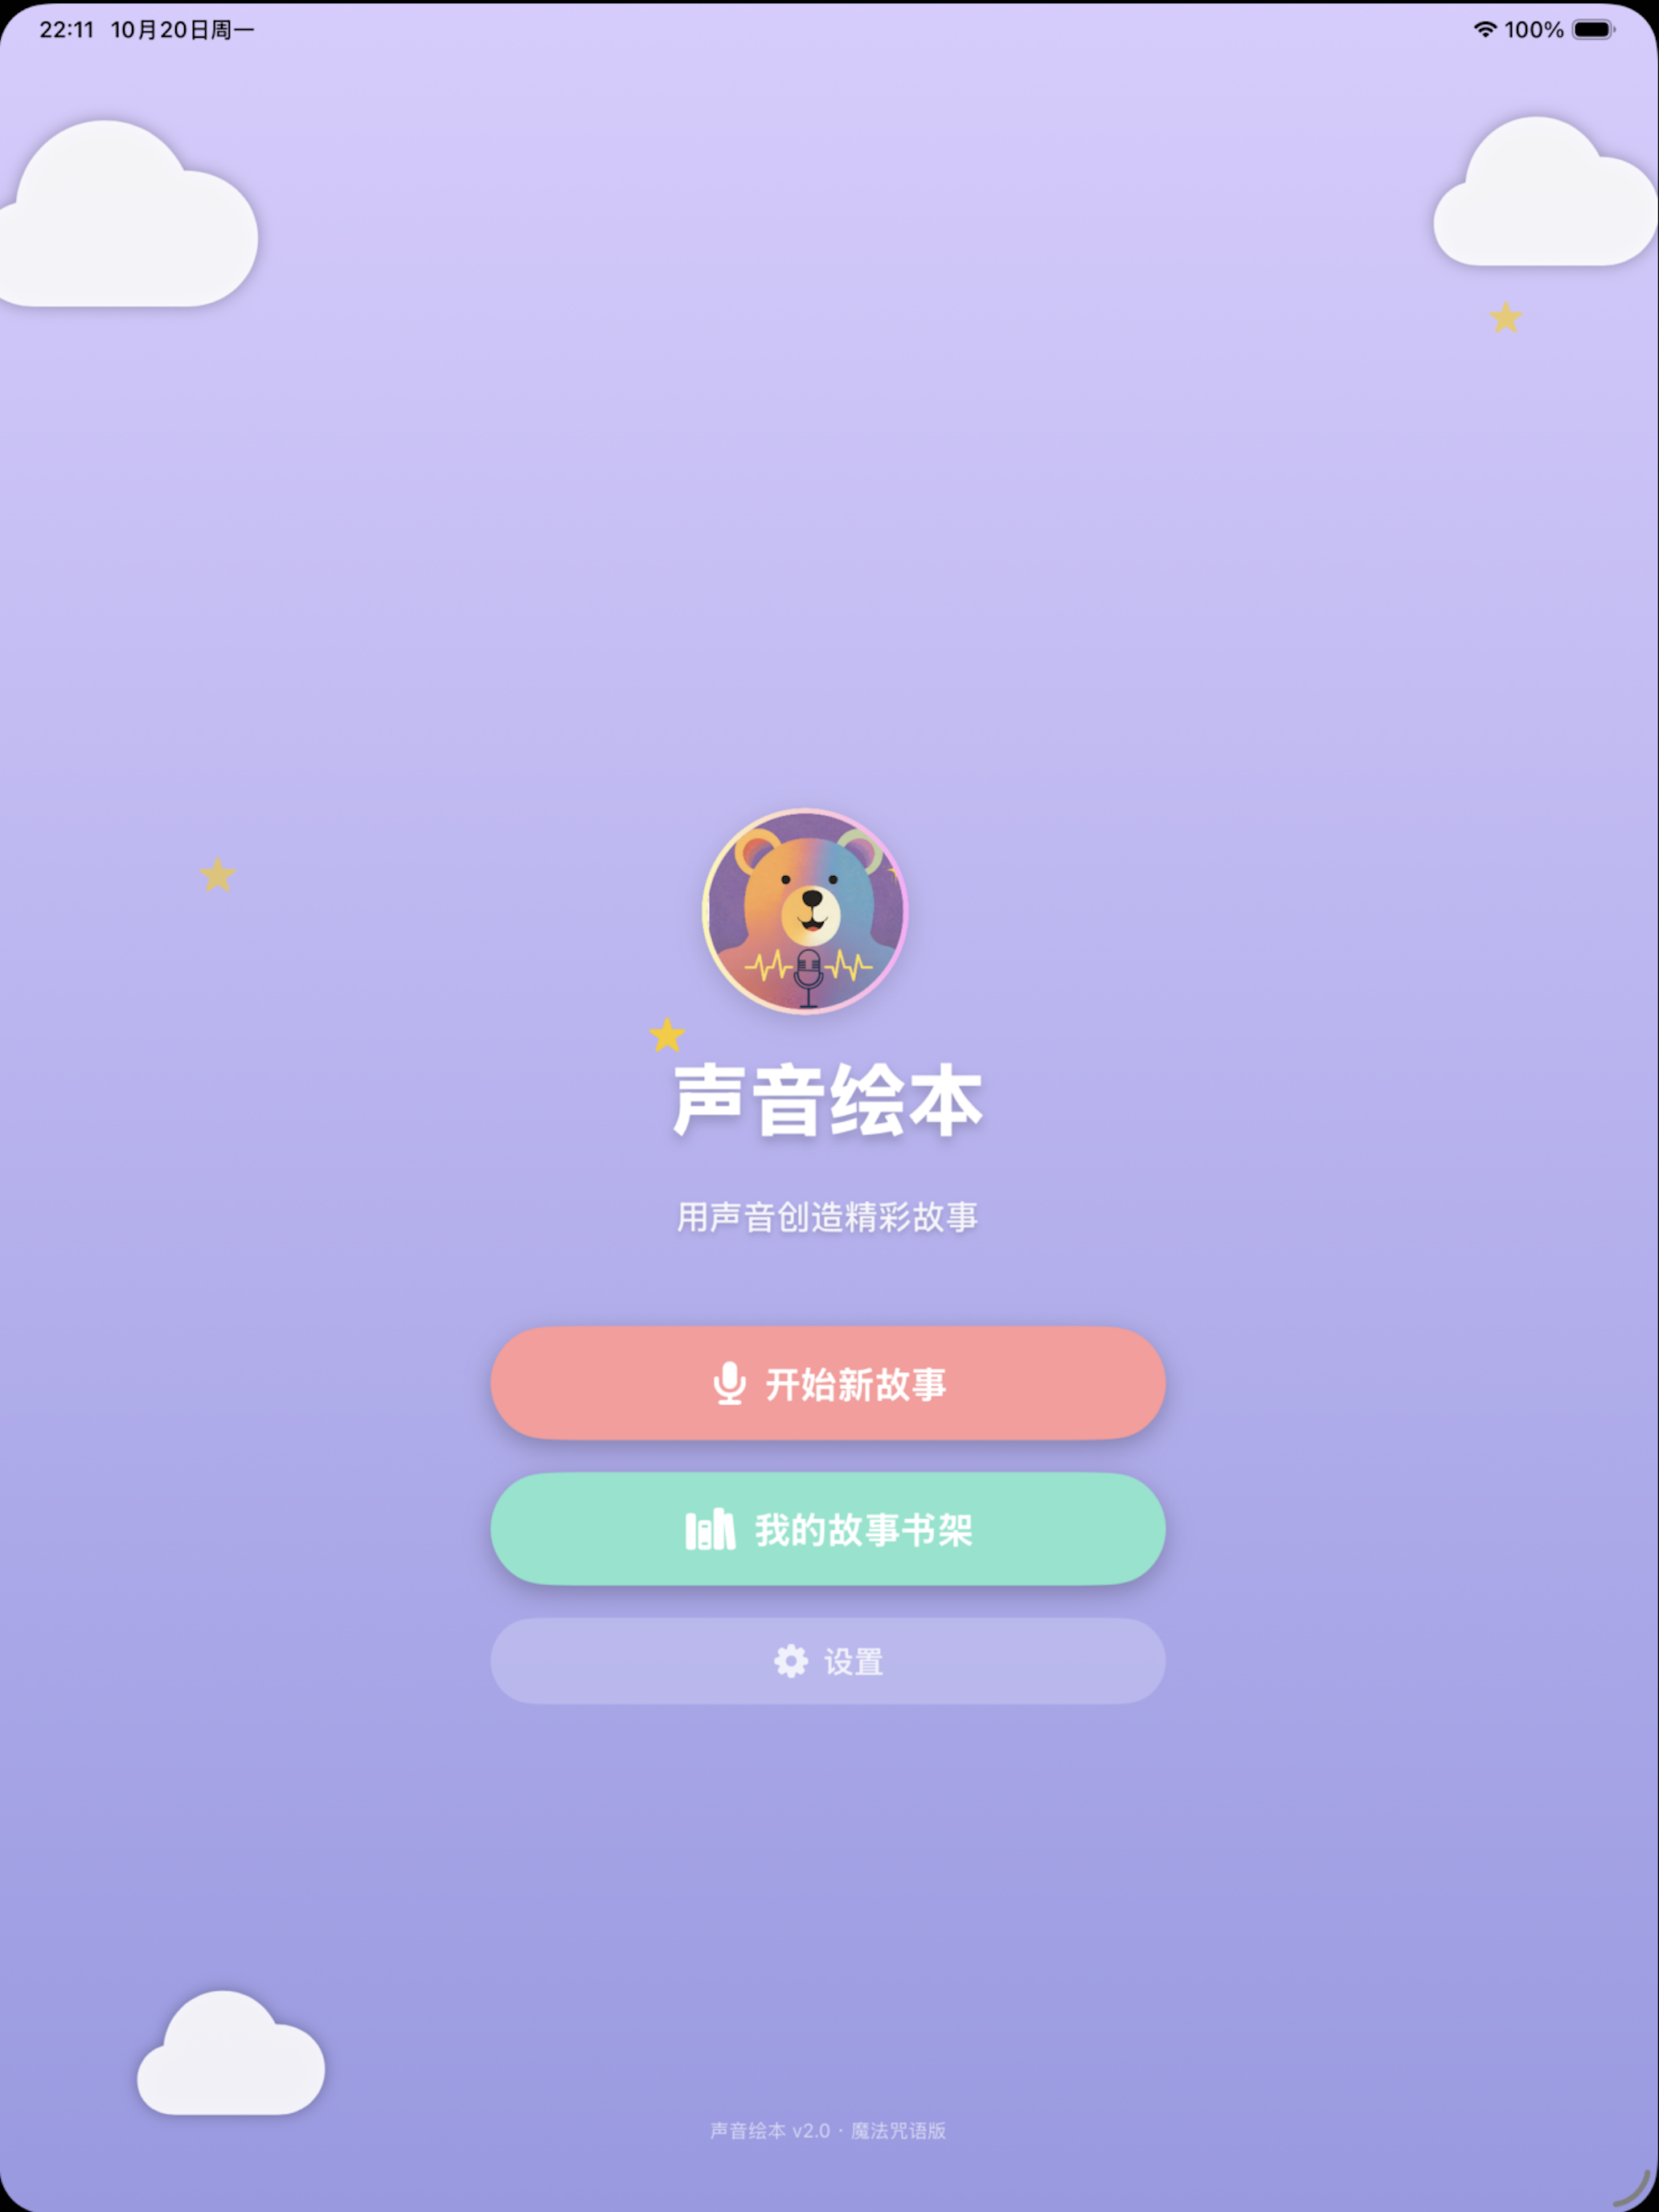 22:11 10月20日周一 100%
声音绘本
用声音创造精彩故事
开始新故事
我的故事书架
设置
声音绘本 v2.0 · 魔法咒语版